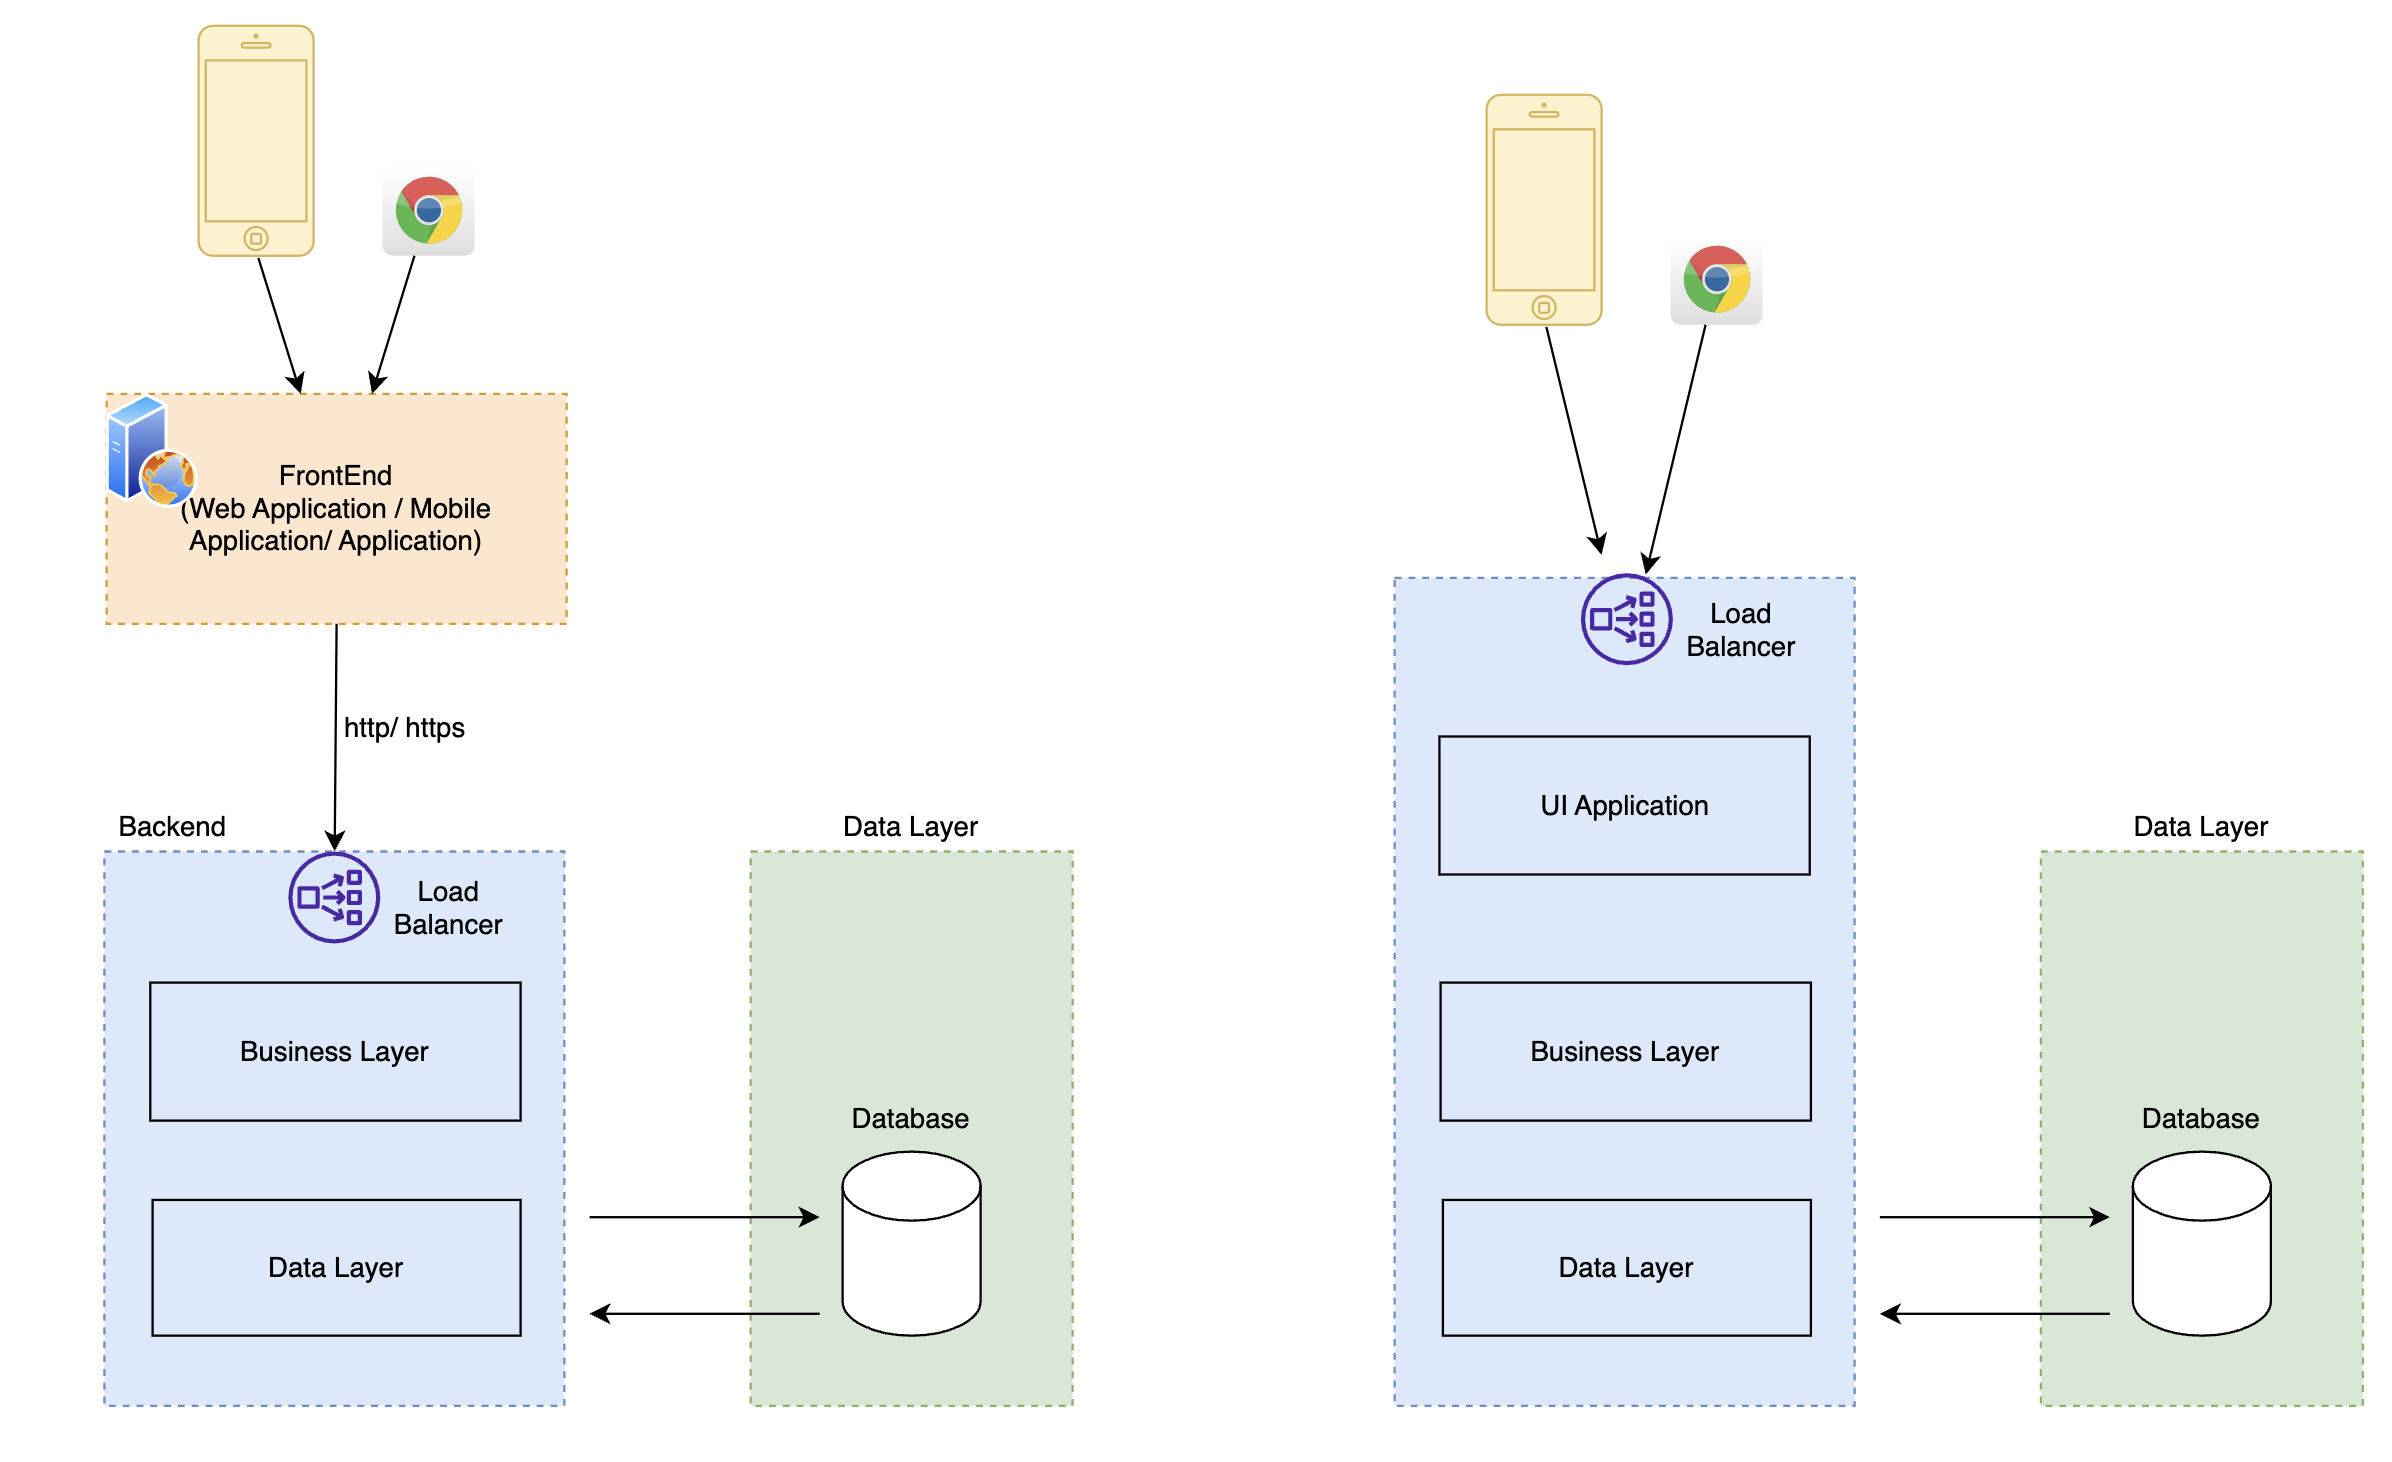 FrontEnd
(Web Application / Mobile
Application/ Application)
http/ https
Backend
Load
Balancer
Business Layer
Data Layer
Data Layer
Database
Load
Balancer
UI Application
Business Layer
Data Layer
Data Layer
Database